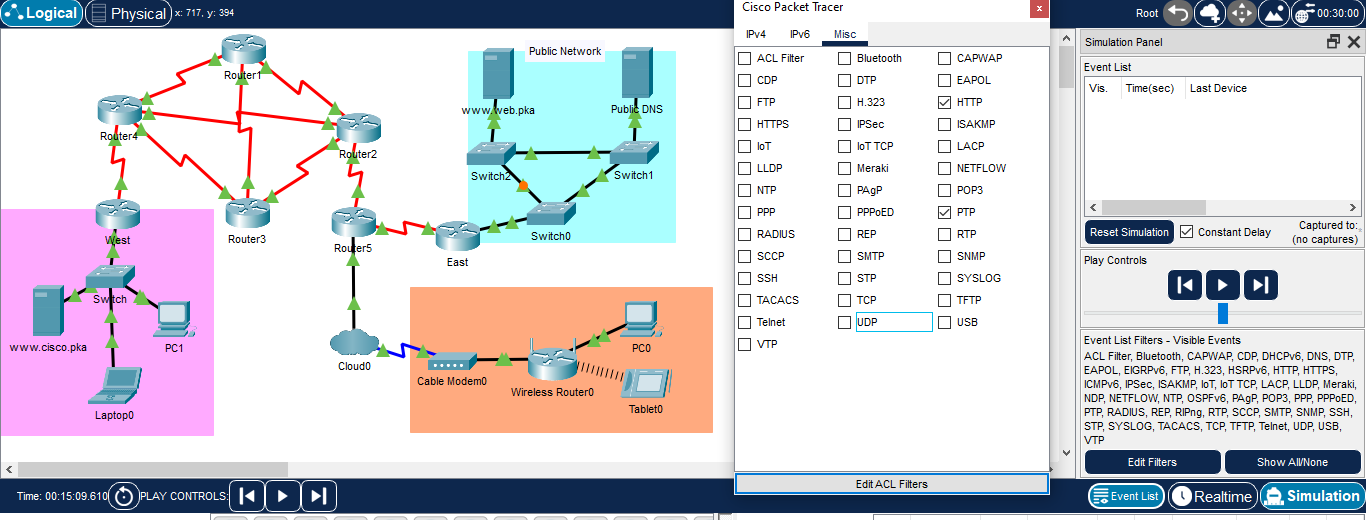 Logical
Physical
x: 717, y: 394
Root
00:30:00
Router1
Router4
Router2
Router3
West
Switch
www.cisco.pka
PC1
Laptop0
Public Network
www.web.pka
Public DNS
Switch2
Switch1
Switch0
Router5
East
Cloud0
Cable Modem0
Wireless Router0
PC0
Tablet0
Cisco Packet Tracer
x
IPv4 IPv6 Misc
ACL Filter Bluetooth CAPWAP
CDP DTP EAPOL
FTP H.323 HTTP
HTTPS IPSec ISAKMP
IoT IoT TCP LACP
LLDP Meraki NETFLOW
NTP PAgP POP3
PPP PPPoED PTP
RADIUS REP RTP
SCCP SMTP SNMP
SSH STP SYSLOG
TACACS TCP TFTP
Telnet UDP USB
VTP
Edit ACL Filters
Simulation Panel
Event List
Vis. Time(sec) Last Device
Reset Simulation
Constant Delay
Captured to:
(no captures)
Play Controls
Event List Filters - Visible Events
ACL Filter, Bluetooth, CAPWAP, CDP, DHCPv6, DNS, DTP,
EAPOL, EIGRPv6, FTP, H.323, HSRPv6, HTTP, HTTPS,
ICMPv6, IPSec, ISAKMP, IoT, IoT TCP, LACP, LLDP, Meraki,
NDP, NETFLOW, NTP, OSPFv6, PAgP, POP3, PPP, PPPoED,
PTP, RADIUS, REP, RIPng, RTP, SCCP, SMTP, SNMP, SSH,
STP, SYSLOG, TACACS, TCP, TFTP, Telnet, UDP, USB,
VTP
Edit Filters
Show All/None
Time: 00:15:09.610
PLAY CONTROLS:
Event List
Realtime
Simulation